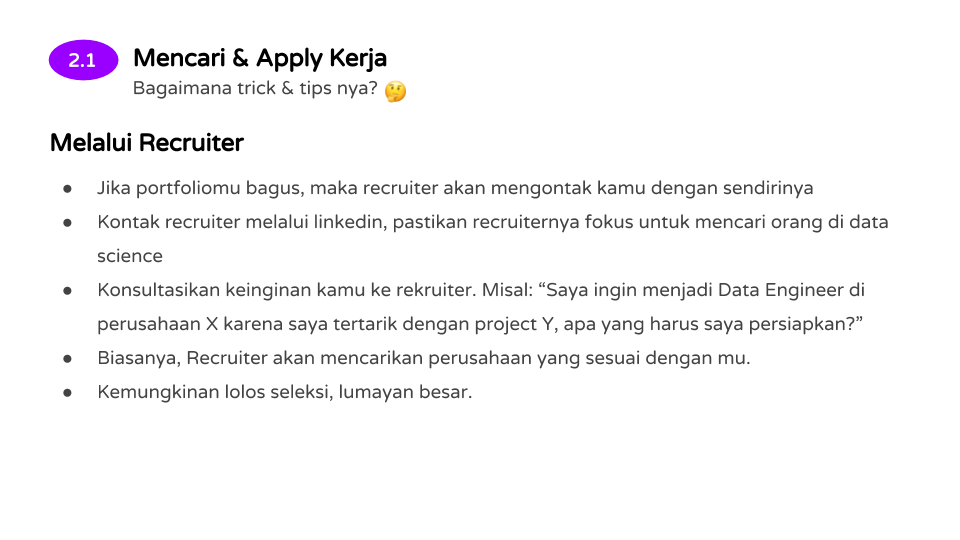 2.1
Mencari & Apply Kerja
Bagaimana trick & tips nya? 🤔
Melalui Recruiter
● Jika portfoliomu bagus, maka recruiter akan mengontak kamu dengan sendirinya
● Kontak recruiter melalui linkedin, pastikan recruiternya fokus untuk mencari orang di data
science
● Konsultasikan keinginan kamu ke rekruiter. Misal: “Saya ingin menjadi Data Engineer di
perusahaan X karena saya tertarik dengan project Y, apa yang harus saya persiapkan?”
● Biasanya, Recruiter akan mencarikan perusahaan yang sesuai dengan mu.
● Kemungkinan lolos seleksi, lumayan besar.